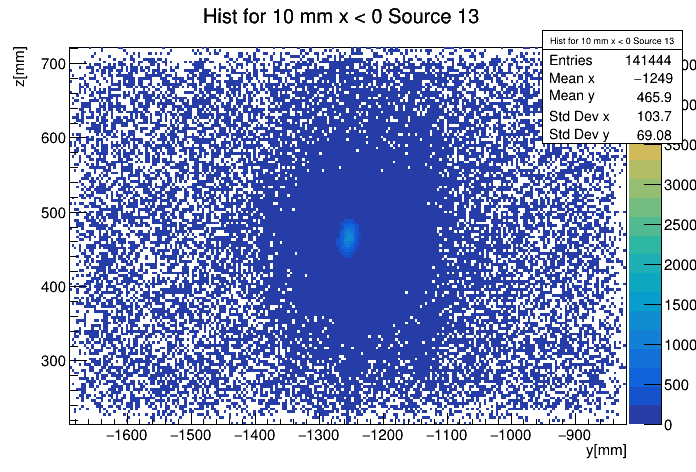 Hist for 10 mm x < 0 Source 13
Hist for 10 mm x < 0 Source 13
Entries 141444
Mean x −1249
Mean y 465.9
Std Dev x 103.7
Std Dev y 69.08
z[mm]
700
600
500
400
300
−1600 −1500 −1400 −1300 −1200 −1100 −1000 −900
y[mm]
3500
3000
2500
2000
1500
1000
500
0